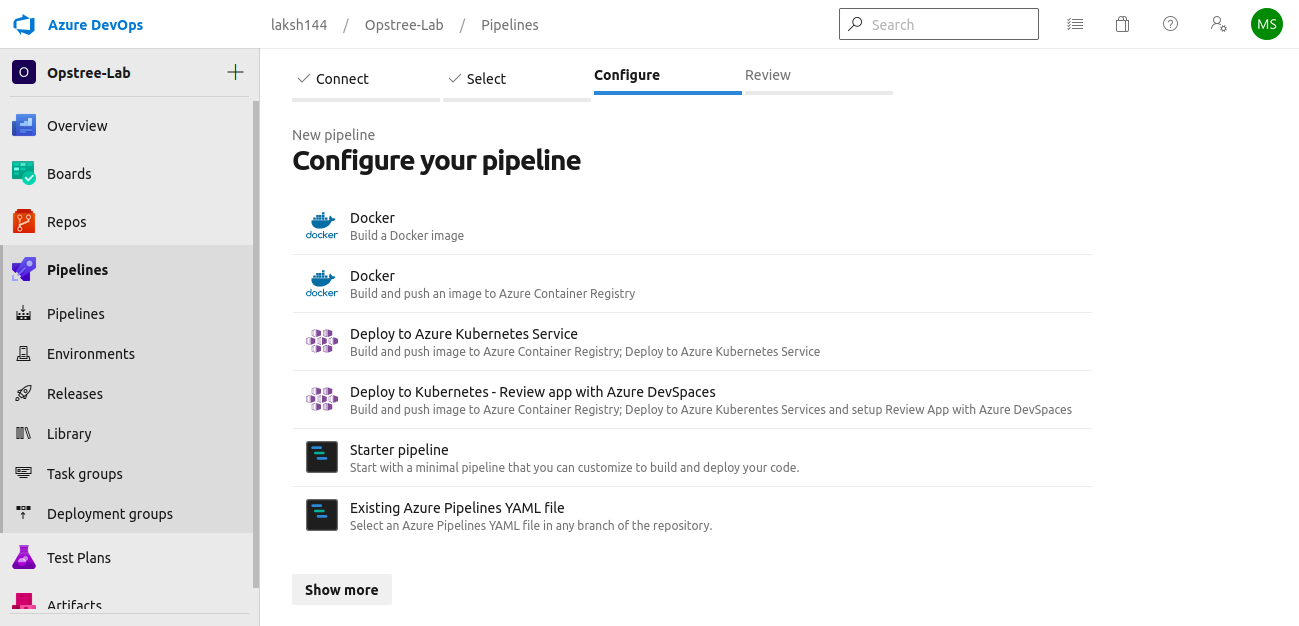 Azure DevOps
laksh144 / Opstree-Lab / Pipelines
Search
MS
O Opstree-Lab
Overview
Boards
Repos
Pipelines
Pipelines
Environments
Releases
Library
Task groups
Deployment groups
Test Plans
Artifacts
Connect
Select
Configure
Review
New pipeline
Configure your pipeline
docker
Docker
Build a Docker image
docker
Docker
Build and push an image to Azure Container Registry
Deploy to Azure Kubernetes Service
Build and push image to Azure Container Registry; Deploy to Azure Kubernetes Service
Deploy to Kubernetes - Review app with Azure DevSpaces
Build and push image to Azure Container Registry; Deploy to Azure Kuberentes Services and setup Review App with Azure DevSpaces
Starter pipeline
Start with a minimal pipeline that you can customize to build and deploy your code.
Existing Azure Pipelines YAML file
Select an Azure Pipelines YAML file in any branch of the repository.
Show more